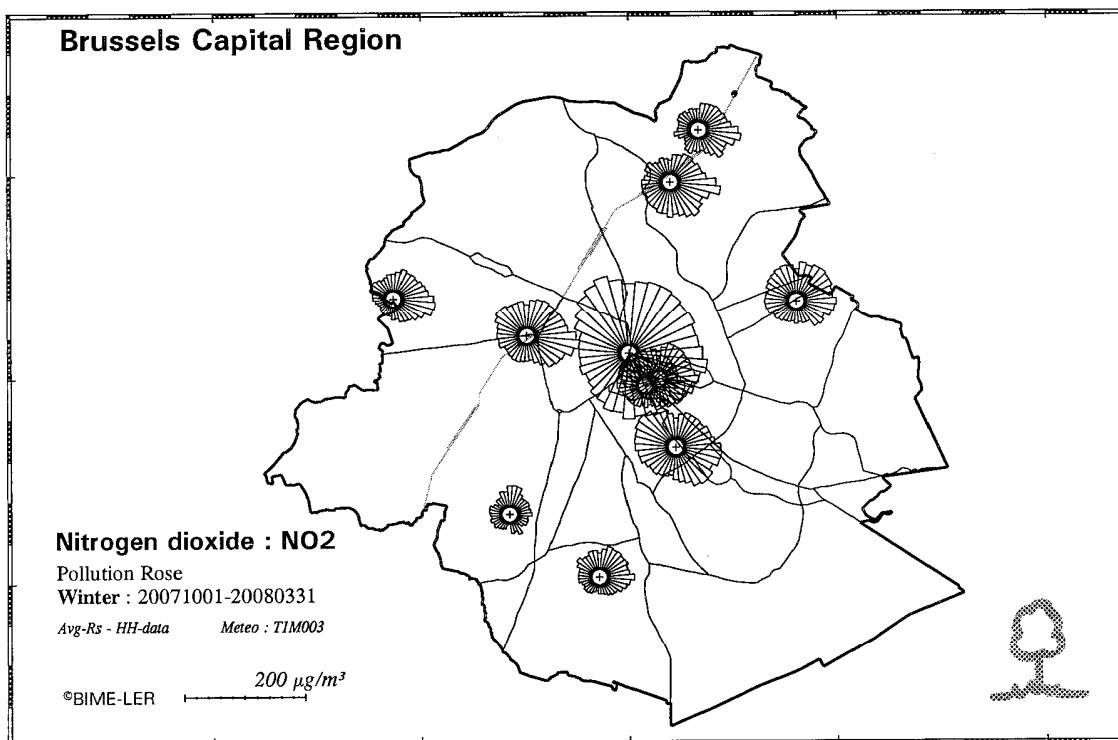 Brussels Capital Region
Nitrogen dioxide : NO2
Pollution Rose
Winter : 20071001-20080331
Avg-Rs - HH-data Meteo : T1M003
200 µg/m³
©BIME-LER